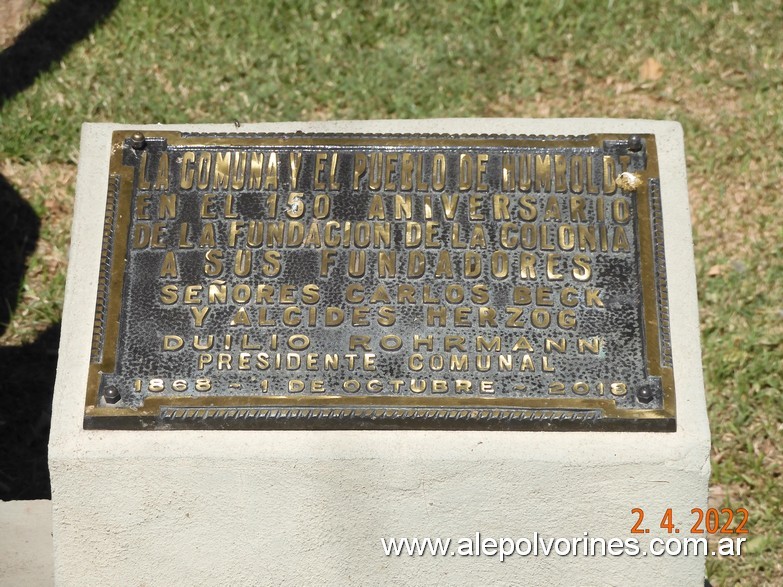 LA COMUNA Y EL PUEBLO DE HUMBOLDT
EN EL 150 ANIVERSARIO
DE LA FUNDACION DE LA COLONIA
A SUS FUNDADORES
SEÑORES CARLOS BECK
Y ALCIDES HERZOG
DUILIO ROHRMANN
PRESIDENTE COMUNAL
1868 - 1 DE OCTUBRE - 2018
2. 4. 2022
www.alepolvorines.com.ar